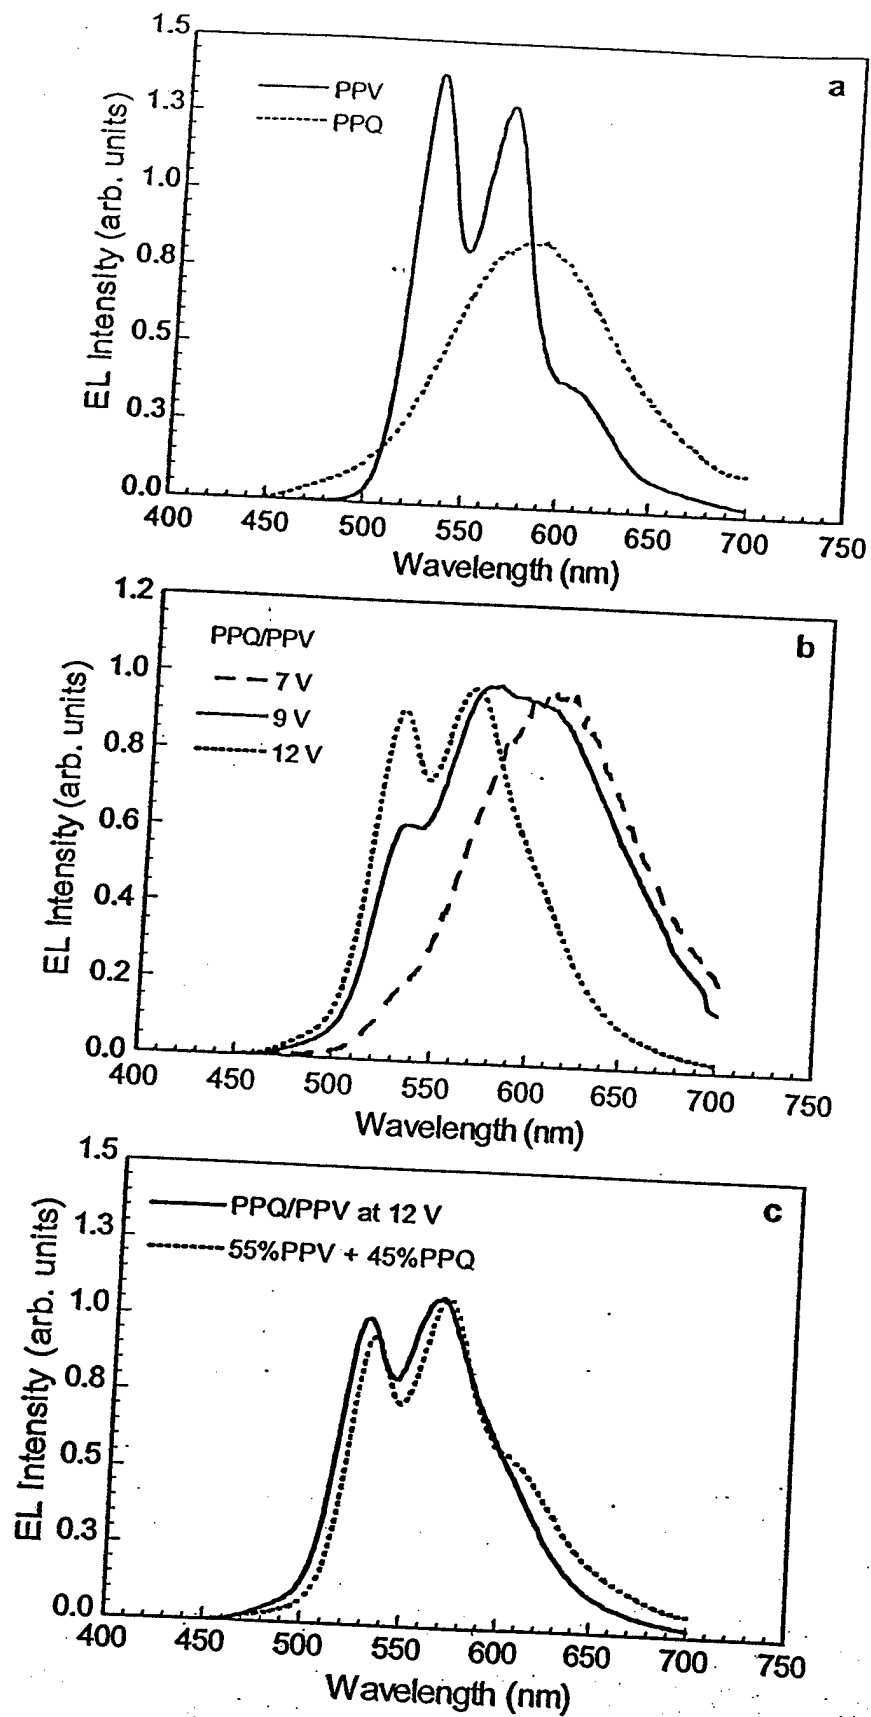 1.5
a
PPV
PPQ
1.3
1.0
0.8
0.5
0.3
0.0
EL Intensity (arb. units)
400 450 500 550 600 650 700 750
Wavelength (nm)
1.2
b
PPQ/PPV
7 V
9 V
12 V
1.0
0.8
0.6
0.4
0.2
0.0
EL Intensity (arb. units)
400 450 500 550 600 650 700 750
Wavelength (nm)
1.5
c
PPQ/PPV at 12 V
55%PPV + 45%PPQ
1.3
1.0
0.8
0.5
0.3
0.0
EL Intensity (arb. units)
400 450 500 550 600 650 700 750
Wavelength (nm)